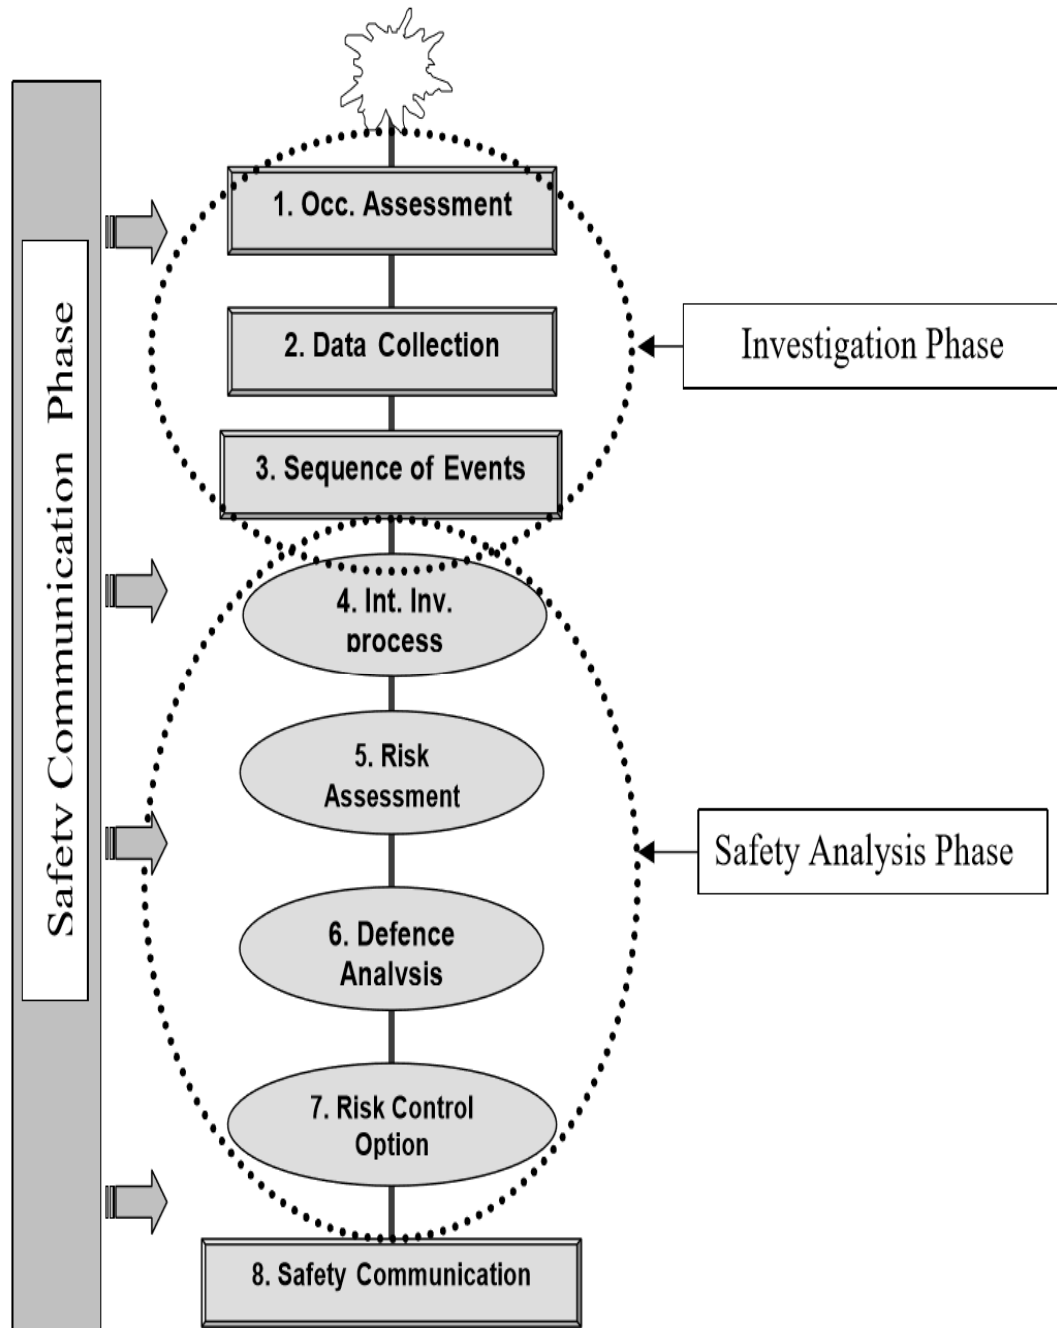 1. Occ. Assessment
2. Data Collection
3. Sequence of Events
4. Int. Inv.
process
5. Risk
Assessment
6. Defence
Analysis
7. Risk Control
Option
8. Safety Communication
Safety Communication Phase
Investigation Phase
Safety Analysis Phase